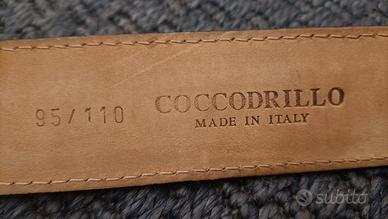 95/110
COCCODRILLO
MADE IN ITALY
subito